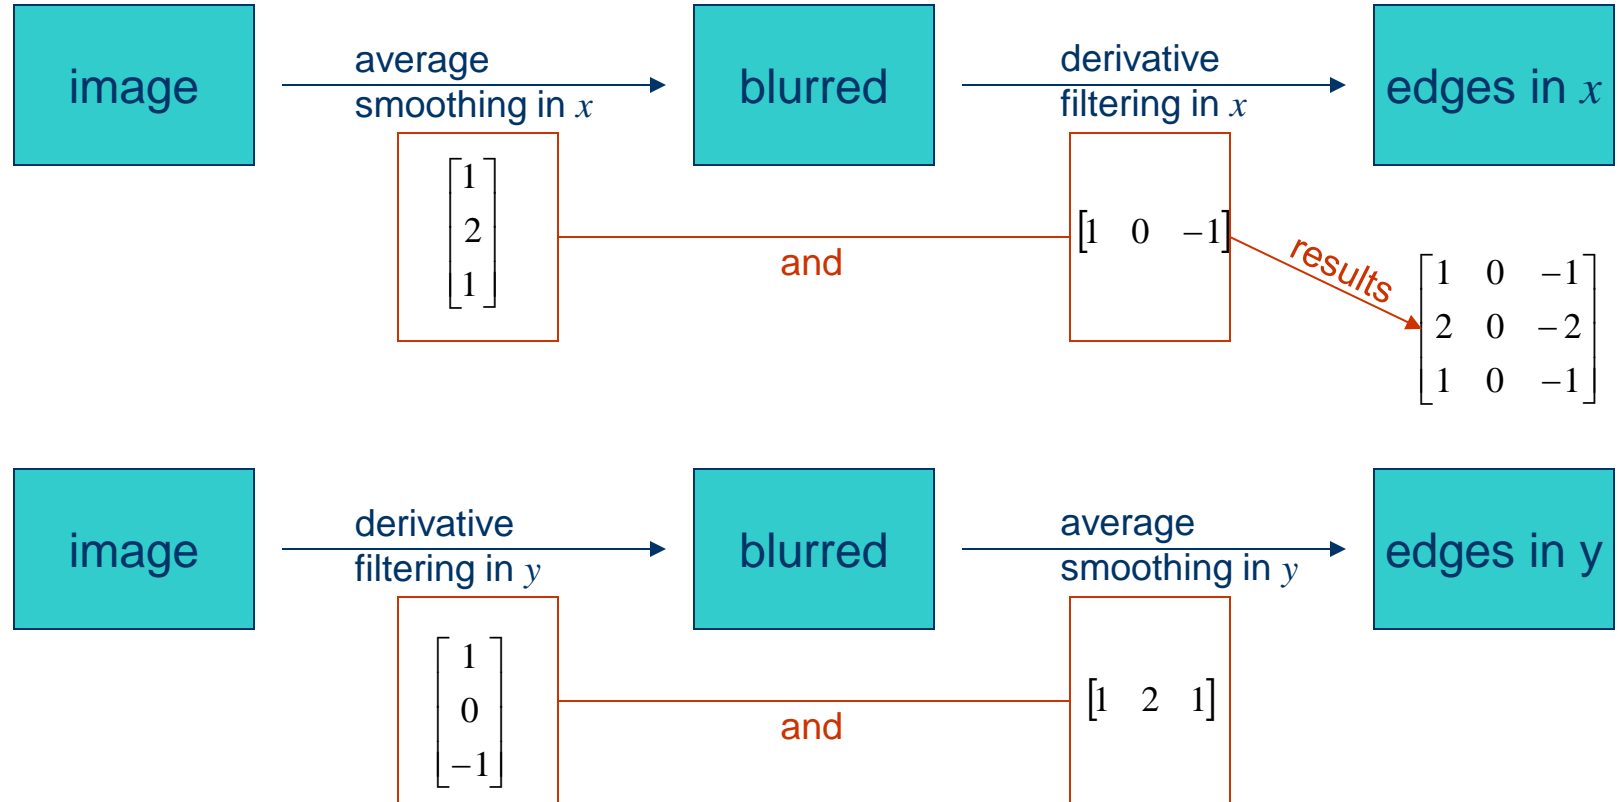 image
average
smoothing in x
blurred
derivative
filtering in x
edges in x
[1
2
1]
and
[1 0 −1]
results
[1 0 −1
2 0 −2
1 0 −1]
image
derivative
filtering in y
blurred
average
smoothing in y
edges in y
[1
0
−1]
and
[1 2 1]